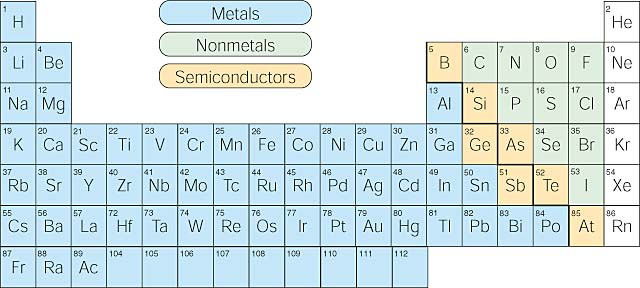 Metals
Nonmetals
Semiconductors
1 H 2 He
3 Li 4 Be 5 B 6 C 7 N 8 O 9 F 10 Ne
11 Na 12 Mg 13 Al 14 Si 15 P 16 S 17 Cl 18 Ar
19 K 20 Ca 21 Sc 22 Ti 23 V 24 Cr 25 Mn 26 Fe 27 Co 28 Ni 29 Cu 30 Zn 31 Ga 32 Ge 33 As 34 Se 35 Br 36 Kr
37 Rb 38 Sr 39 Y 40 Zr 41 Nb 42 Mo 43 Tc 44 Ru 45 Rh 46 Pd 47 Ag 48 Cd 49 In 50 Sn 51 Sb 52 Te 53 I 54 Xe
55 Cs 56 Ba 57 La 72 Hf 73 Ta 74 W 75 Re 76 Os 77 Ir 78 Pt 79 Au 80 Hg 81 Tl 82 Pb 83 Bi 84 Po 85 At 86 Rn
87 Fr 88 Ra 89 Ac 104 105 106 107 108 109 110 111 112